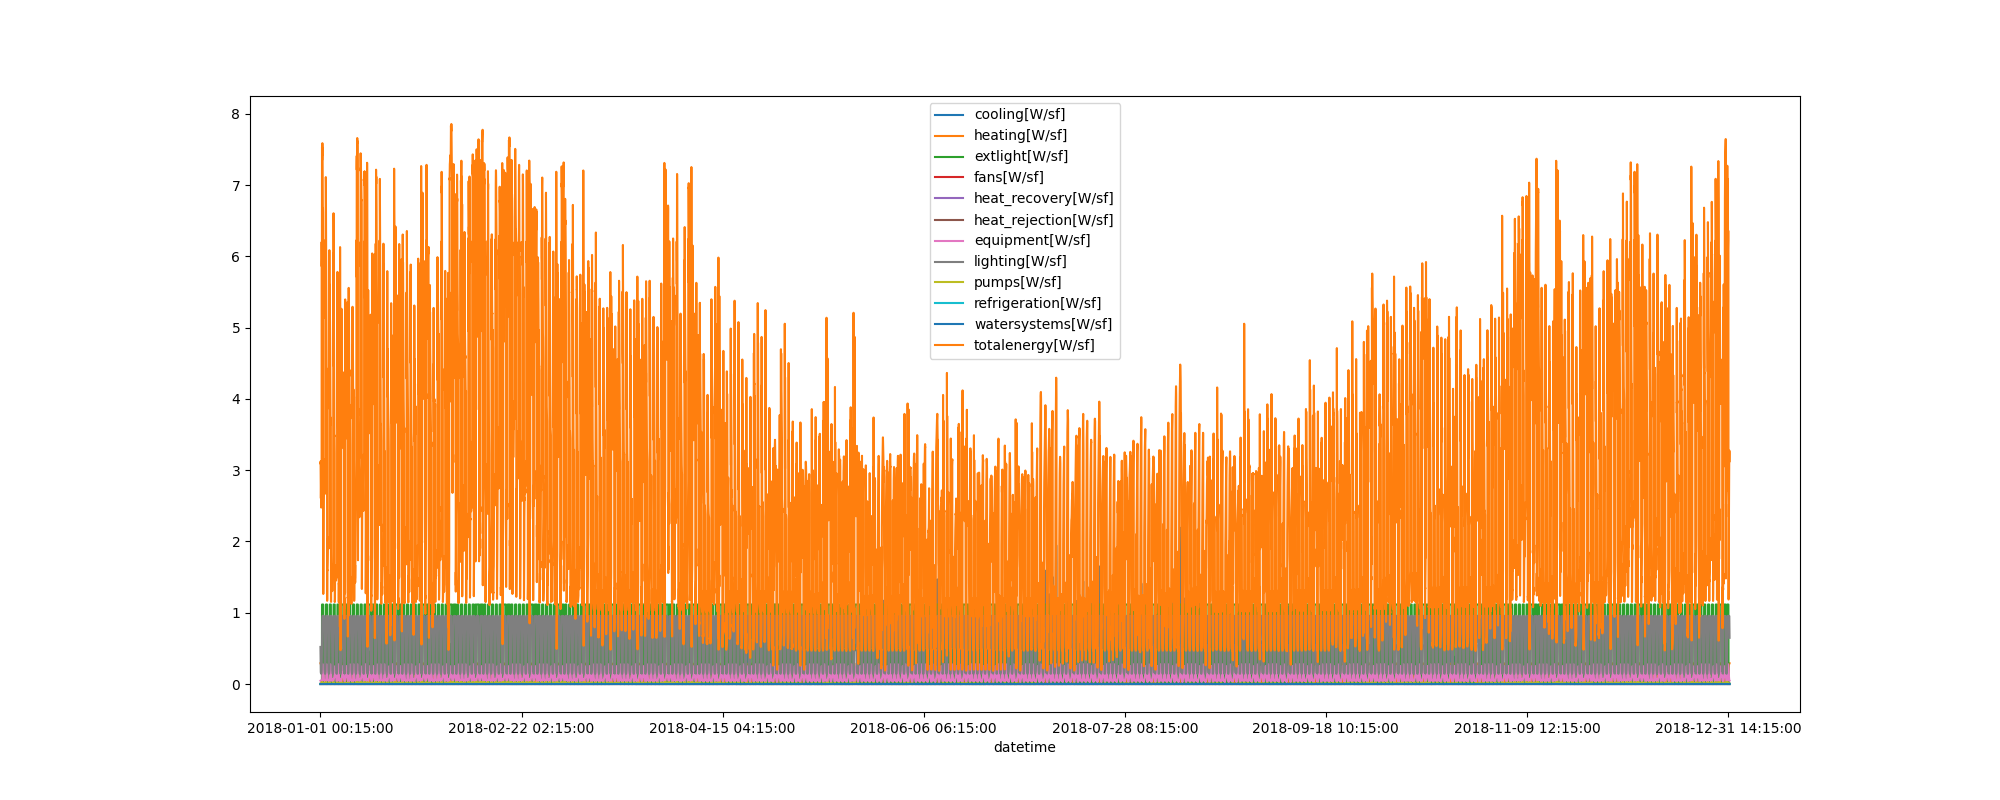 8
7
6
5
4
3
2
1
0
cooling[W/sf]
heating[W/sf]
extlight[W/sf]
fans[W/sf]
heat_recovery[W/sf]
heat_rejection[W/sf]
equipment[W/sf]
lighting[W/sf]
pumps[W/sf]
refrigeration[W/sf]
watersystems[W/sf]
totalenergy[W/sf]
2018-01-01 00:15:00 2018-02-22 02:15:00 2018-04-15 04:15:00 2018-06-06 06:15:00 2018-07-28 08:15:00 2018-09-18 10:15:00 2018-11-09 12:15:00 2018-12-31 14:15:00
datetime